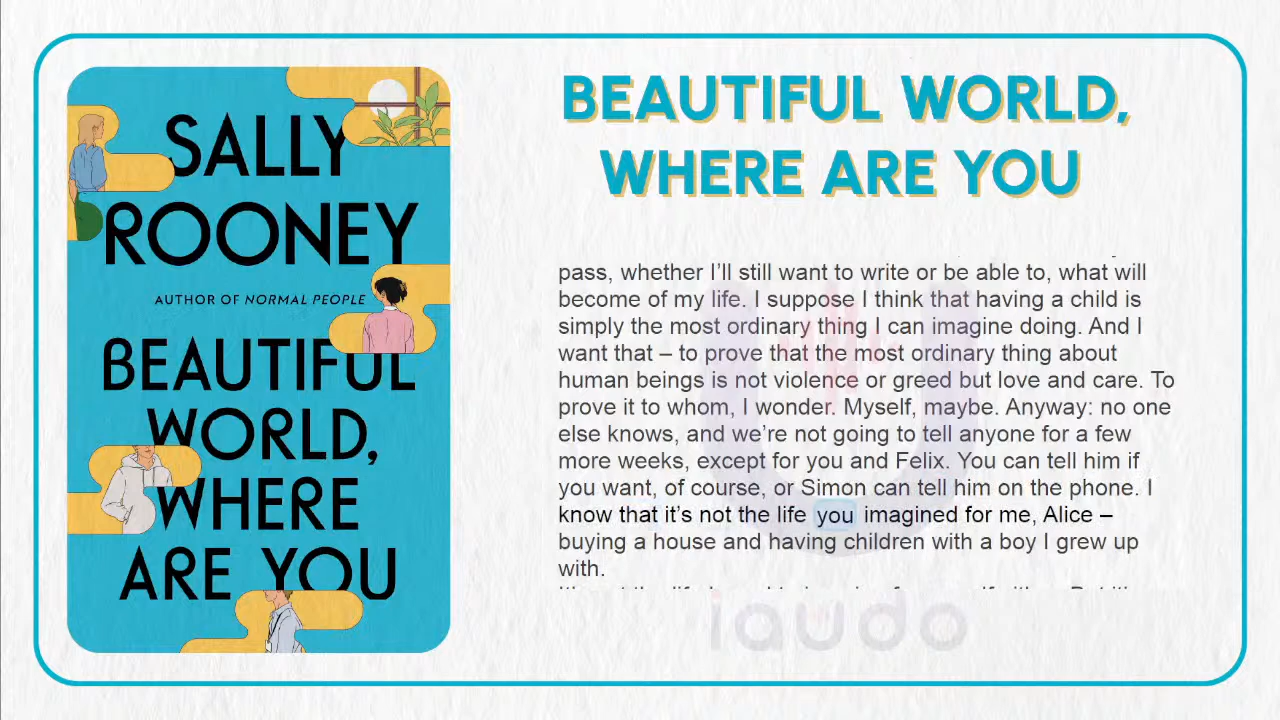 SALLY
ROONEY
AUTHOR OF NORMAL PEOPLE
BEAUTIFUL
WORLD,
WHERE
ARE YOU
BEAUTIFUL WORLD,
WHERE ARE YOU
pass, whether I’ll still want to write or be able to, what will
become of my life. I suppose I think that having a child is
simply the most ordinary thing I can imagine doing. And I
want that – to prove that the most ordinary thing about
human beings is not violence or greed but love and care. To
prove it to whom, I wonder. Myself, maybe. Anyway: no one
else knows, and we’re not going to tell anyone for a few
more weeks, except for you and Felix. You can tell him if
you want, of course, or Simon can tell him on the phone. I
know that it’s not the life you imagined for me, Alice –
buying a house and having children with a boy I grew up
with.
iaudo